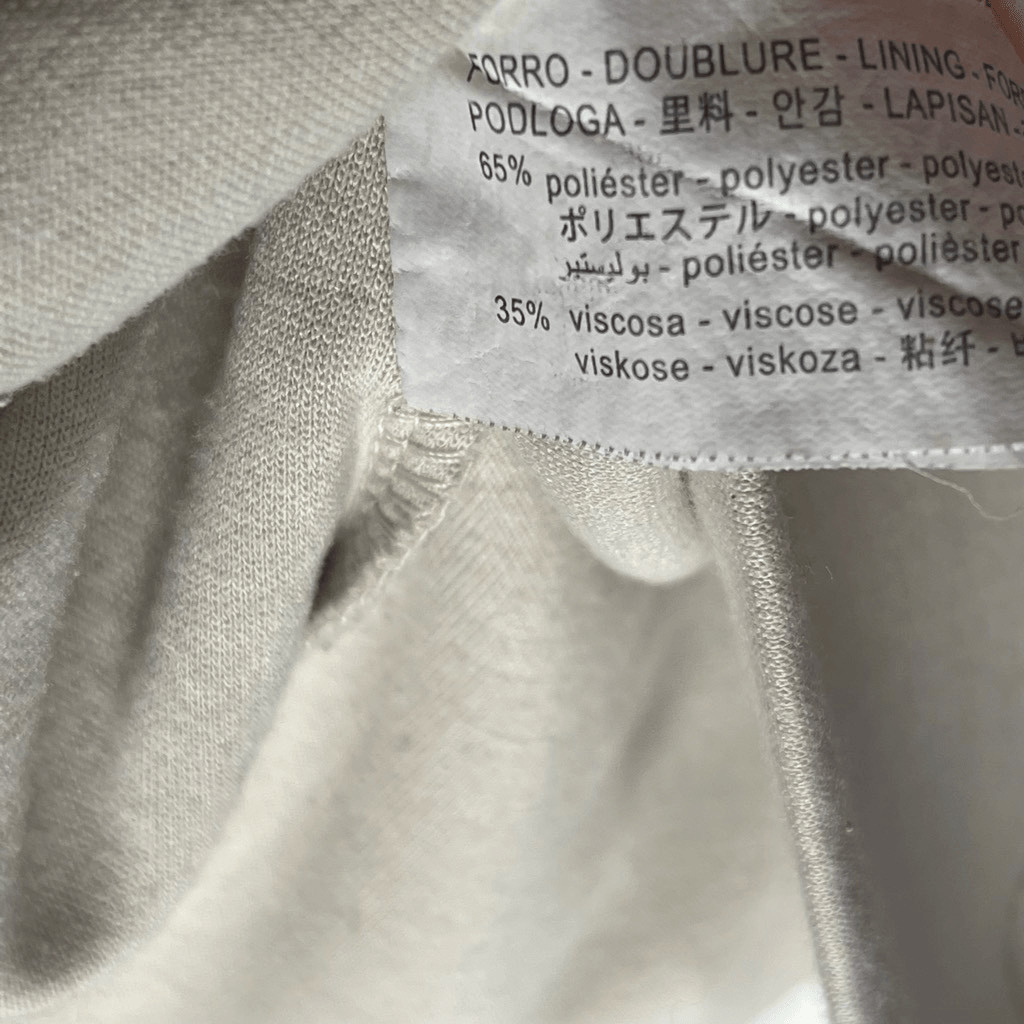 FORRO - DOUBLURE - LINING -
PODLOGA - 里料 - 안감 - LAPISAN -
65% poliéster - polyester -
ポリエステル - polyester -
بوليستير - poliéster - polièster
35% viscosa - viscose - viscose
viskose - viskoza - 粘纤 -